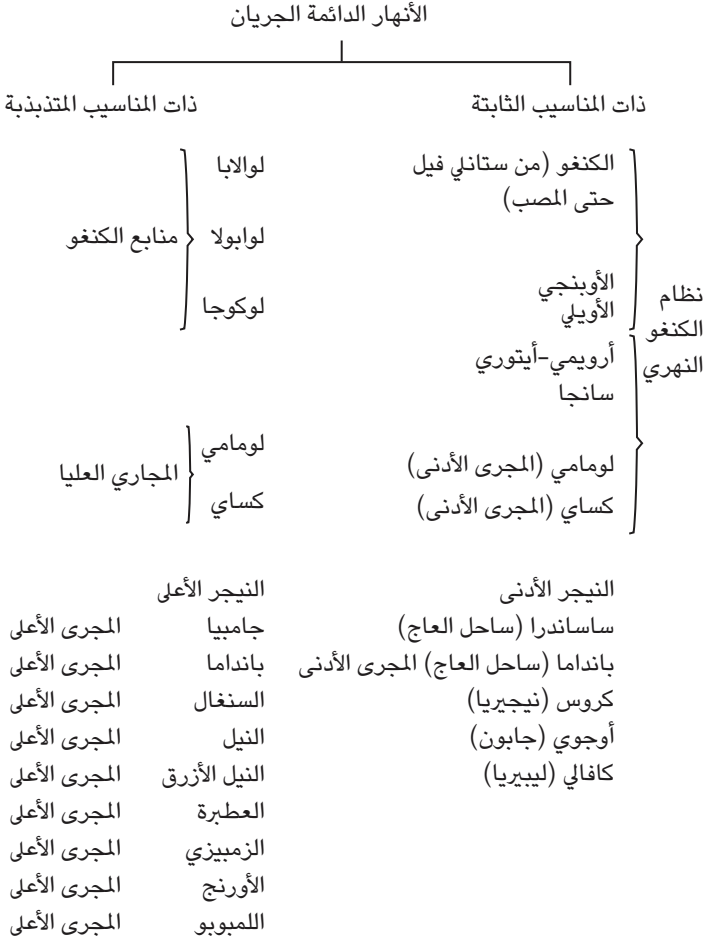 الأنهار الدائمة الجريان
ذات المناسيب الثابتة
ذات المناسيب المتذبذبة
نظام
الكنغو
النهري
الكنغو (من ستانلي فيل
حتى المصب)
الأوبنجي
الأويلي
أرويمي–أيتوري
سانجا
لومامي (المجرى الأدنى)
كساي (المجرى الأدنى)
النيجر الأدنى
ساساندرا (ساحل العاج)
بانداما (ساحل العاج) المجرى الأدنى
كروس (نيجيريا)
أوجوي (جابون)
كافالي (ليبيريا)
لوالابا
لوابولا
لوكوجا
منابع الكنغو
لومامي
كساي
المجاري العليا
النيجر الأعلى
جامبيا المجرى الأعلى
بانداما المجرى الأعلى
السنغال المجرى الأعلى
النيل المجرى الأعلى
النيل الأزرق المجرى الأعلى
العطبرة المجرى الأعلى
الزمبيزي المجرى الأعلى
الأورنج المجرى الأعلى
اللمبوبو المجرى الأعلى